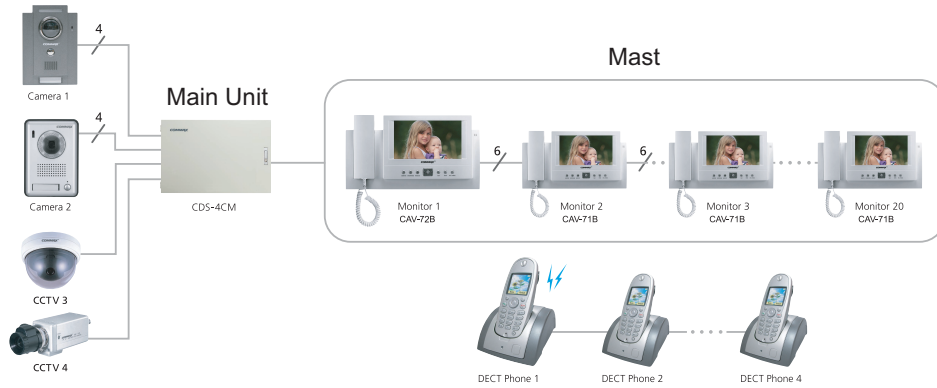 4
Camera 1
4
Camera 2
CCTV 3
CCTV 4
Main Unit
COMMAX
CDS-4CM
Mast
6
6
Monitor 1
CAV-72B
Monitor 2
CAV-71B
Monitor 3
CAV-71B
Monitor 20
CAV-71B
DECT Phone 1
DECT Phone 2
DECT Phone 4